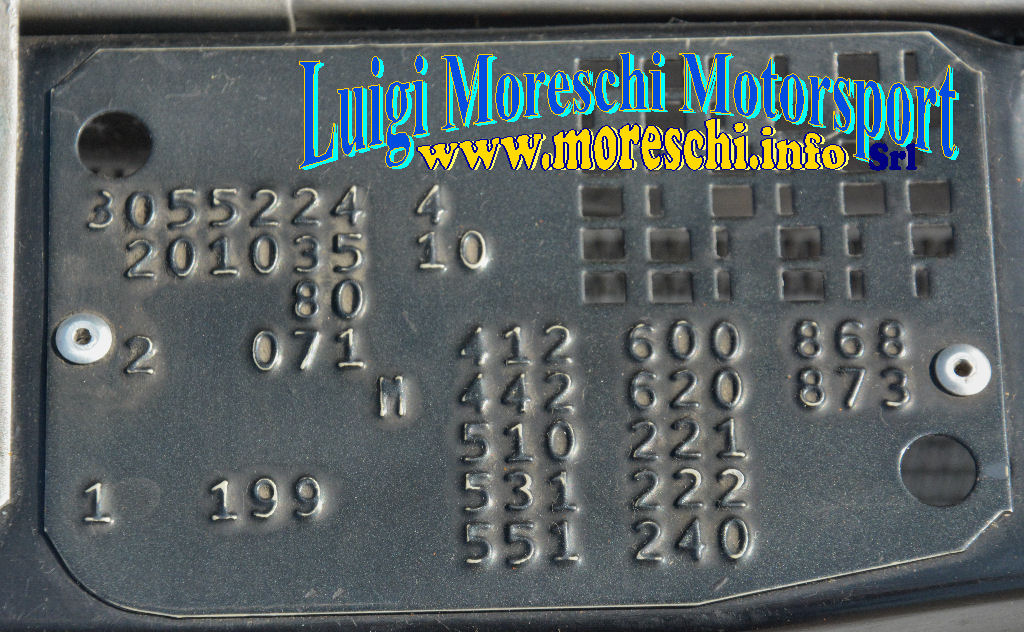 Luigi Moreschi Motorsport
www.moreschi.info Srl
3055224 4
201035 10
80
2 071 412 600 868
M 442 620 873
510 221
1 199 531 222
551 240